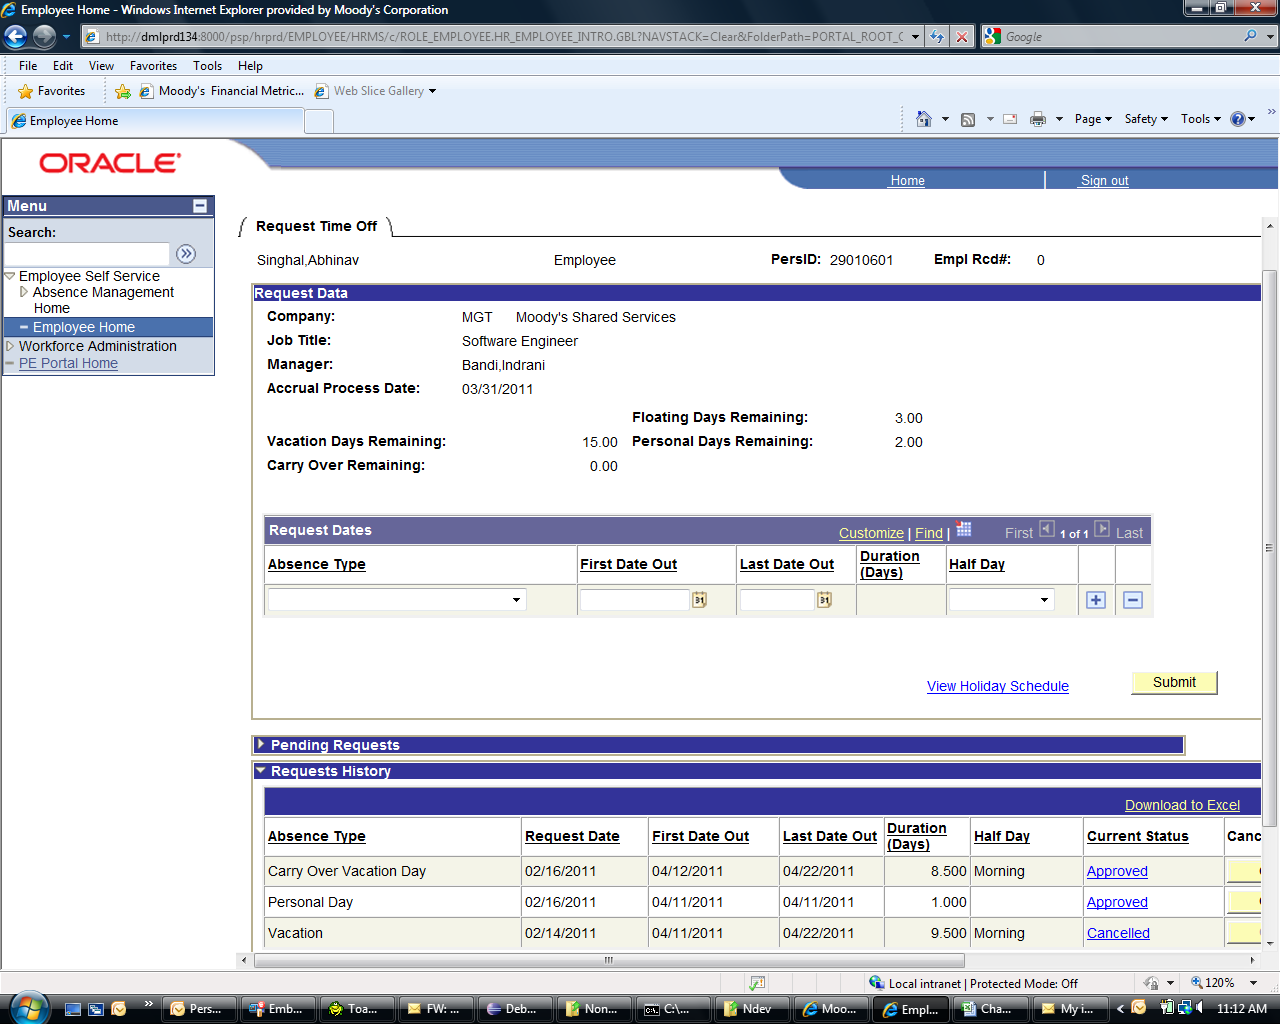 Employee Home - Windows Internet Explorer provided by Moody's Corporation
http://dmlprd134:8000/psp/hrprd/EMPLOYEE/HRMS/c/ROLE_EMPLOYEE.HR_EMPLOYEE_INTRO.GBL?NAVSTACK=Clear&FolderPath=PORTAL_ROOT_O Google
File Edit View Favorites Tools Help
Favorites Moody's Financial Metric... Web Slice Gallery
Employee Home Page Safety Tools
ORACLE
Home Sign out
Menu
Search:
Employee Self Service
Absence Management
Home
Employee Home
Workforce Administration
PE Portal Home
Request Time Off
Singhal,Abhinav Employee PersID: 29010601 Empl Rcd#: 0
Request Data
Company: MGT Moody's Shared Services
Job Title: Software Engineer
Manager: Bandi,Indrani
Accrual Process Date: 03/31/2011
Floating Days Remaining: 3.00
Vacation Days Remaining: 15.00 Personal Days Remaining: 2.00
Carry Over Remaining: 0.00
Request Dates Customize | Find | First 1 of 1 Last
Absence Type First Date Out Last Date Out Duration (Days) Half Day
31 31
View Holiday Schedule Submit
Pending Requests
Requests History
Download to Excel
Absence Type Request Date First Date Out Last Date Out Duration (Days) Half Day Current Status Canc
Carry Over Vacation Day 02/16/2011 04/12/2011 04/22/2011 8.500 Morning Approved
Personal Day 02/16/2011 04/11/2011 04/11/2011 1.000 Approved
Vacation 02/14/2011 04/11/2011 04/22/2011 9.500 Morning Cancelled
Local intranet | Protected Mode: Off 120%
Pers... Emb... Toa... FW: ... Deb... Non... C:\... Ndev Moo... Empl... Cha... My i... 11:12 AM